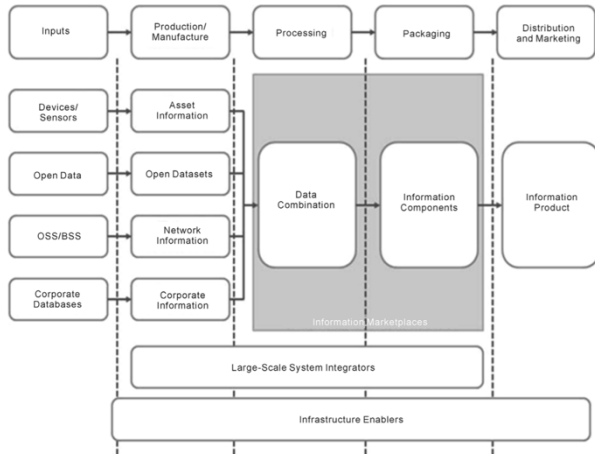 Inputs
Production/
Manufacture
Processing
Packaging
Distribution
and Marketing
Devices/
Sensors
Asset
Information
Open Data
Open Datasets
Data
Combination
Information
Components
Information
Product
OSS/BSS
Network
Information
Corporate
Databases
Corporate
Information
Information Marketplaces
Large-Scale System Integrators
Infrastructure Enablers